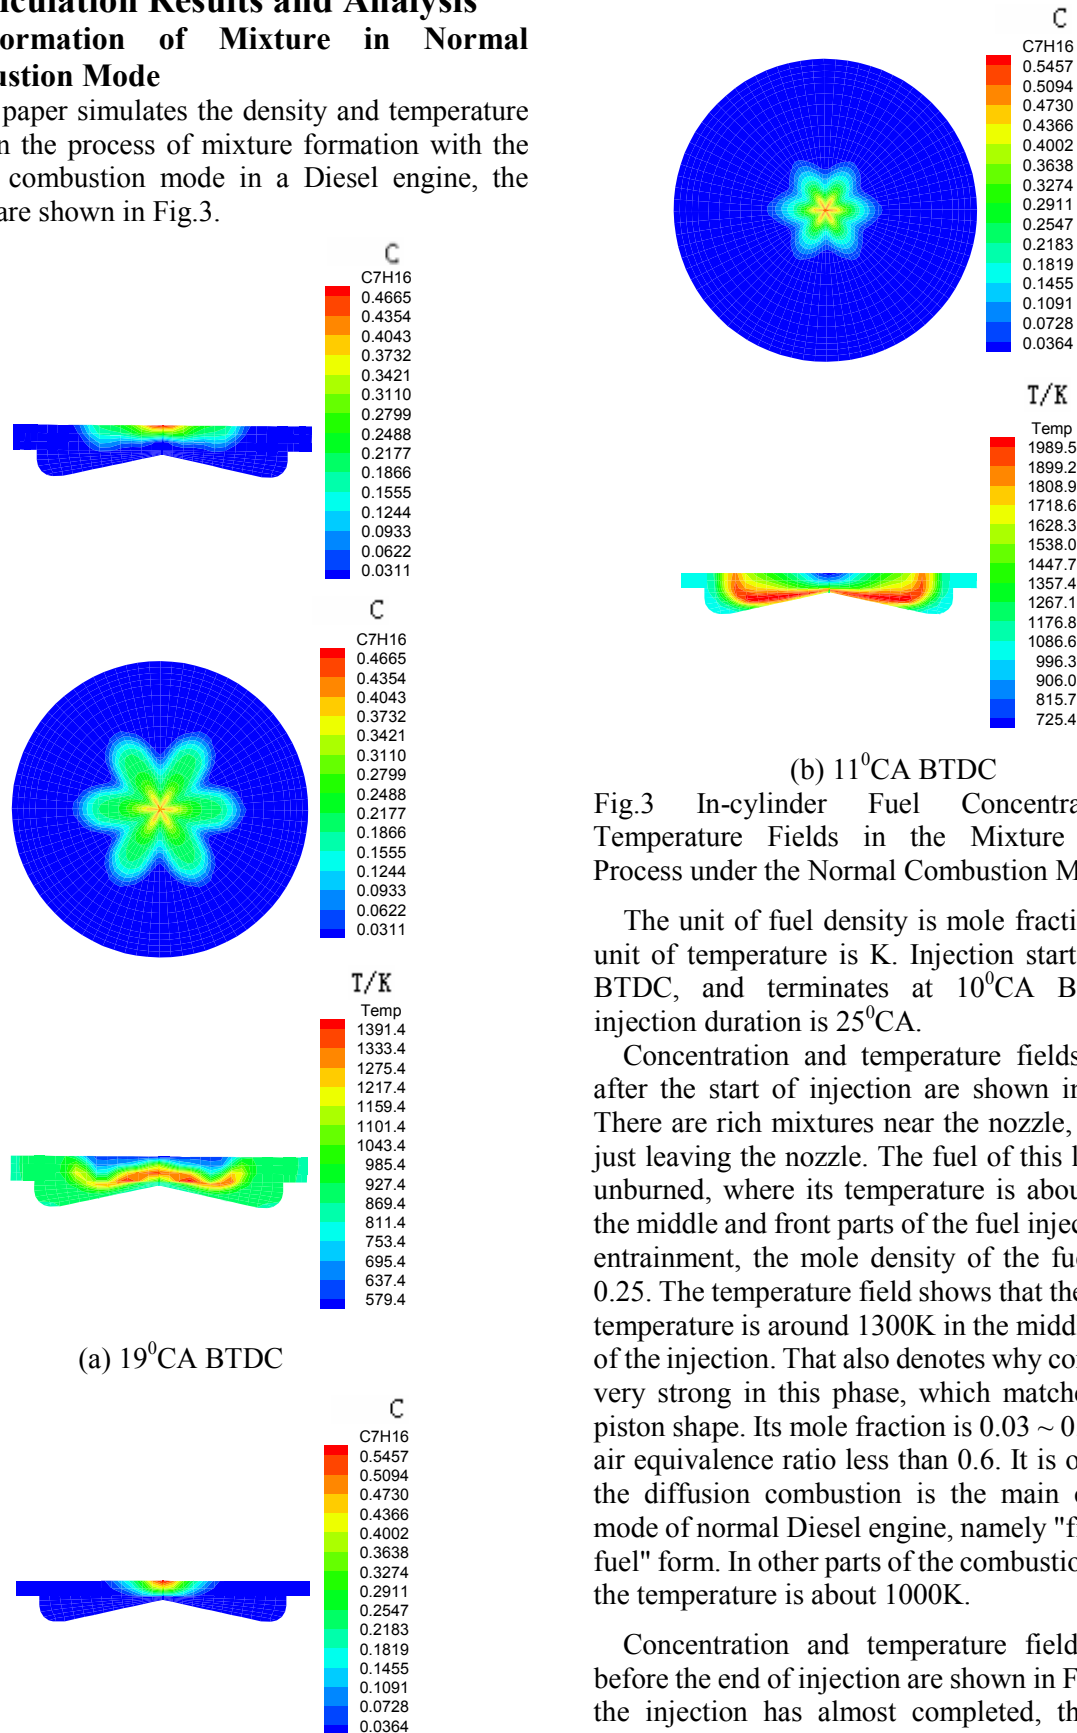 culation Results and Analysis
ormation of Mixture in Normal
ustion Mode
paper simulates the density and temperature
n the process of mixture formation with the
combustion mode in a Diesel engine, the
are shown in Fig.3.
C
C7H16
0.4665
0.4354
0.4043
0.3732
0.3421
0.3110
0.2799
0.2488
0.2177
0.1866
0.1555
0.1244
0.0933
0.0622
0.0311
C
C7H16
0.4665
0.4354
0.4043
0.3732
0.3421
0.3110
0.2799
0.2488
0.2177
0.1866
0.1555
0.1244
0.0933
0.0622
0.0311
T/K
Temp
1391.4
1333.4
1275.4
1217.4
1159.4
1101.4
1043.4
985.4
927.4
869.4
811.4
753.4
695.4
637.4
579.4
(a) 19⁰CA BTDC
C
C7H16
0.5457
0.5094
0.4730
0.4366
0.4002
0.3638
0.3274
0.2911
0.2547
0.2183
0.1819
0.1455
0.1091
0.0728
0.0364
C
C7H16
0.5457
0.5094
0.4730
0.4366
0.4002
0.3638
0.3274
0.2911
0.2547
0.2183
0.1819
0.1455
0.1091
0.0728
0.0364
T/K
Temp
1989.5
1899.2
1808.9
1718.6
1628.3
1538.0
1447.7
1357.4
1267.1
1176.8
1086.6
996.3
906.0
815.7
725.4
(b) 11⁰CA BTDC
Fig.3 In-cylinder Fuel Concentra
Temperature Fields in the Mixture
Process under the Normal Combustion M
The unit of fuel density is mole fracti
unit of temperature is K. Injection start
BTDC, and terminates at 10⁰CA B
injection duration is 25⁰CA.
Concentration and temperature fields
after the start of injection are shown in
There are rich mixtures near the nozzle,
just leaving the nozzle. The fuel of this l
unburned, where its temperature is abou
the middle and front parts of the fuel injec
entrainment, the mole density of the fu
0.25. The temperature field shows that the
temperature is around 1300K in the midd
of the injection. That also denotes why co
very strong in this phase, which matche
piston shape. Its mole fraction is 0.03 ~ 0
air equivalence ratio less than 0.6. It is o
the diffusion combustion is the main
mode of normal Diesel engine, namely "f
fuel" form. In other parts of the combustio
the temperature is about 1000K.
Concentration and temperature field
before the end of injection are shown in F
the injection has almost completed, th